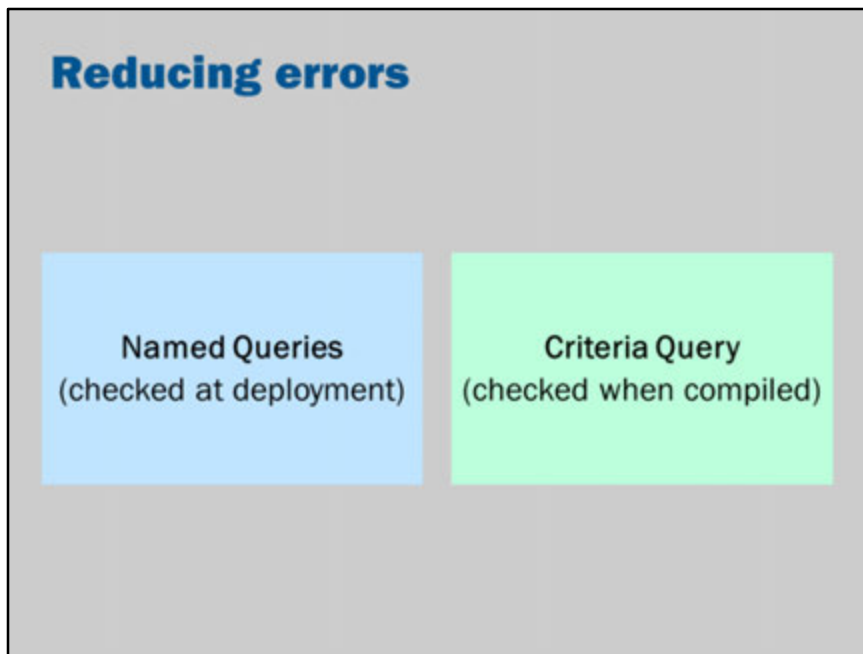 Reducing errors
Named Queries
(checked at deployment)
Criteria Query
(checked when compiled)